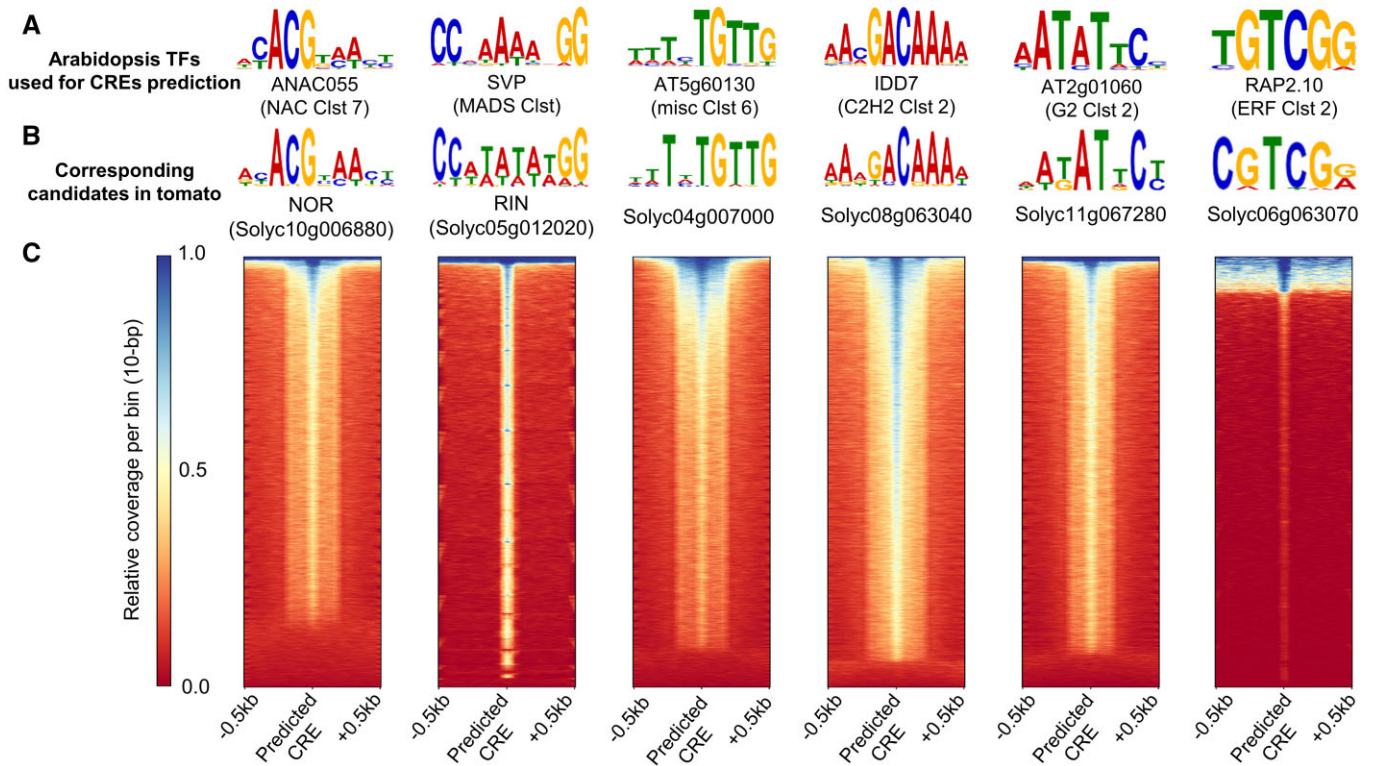 A
Arabidopsis TFs
used for CREs prediction
ANAC055
(NAC Clst 7)
SVP
(MADS Clst)
AT5g60130
(misc Clst 6)
IDD7
(C2H2 Clst 2)
AT2g01060
(G2 Clst 2)
RAP2.10
(ERF Clst 2)
B
Corresponding
candidates in tomato
NOR
(Solyc10g006880)
RIN
(Solyc05g012020)
Solyc04g007000
Solyc08g063040
Solyc11g067280
Solyc06g063070
C
Relative coverage per bin (10-bp)
1.0
0.5
0.0
-0.5kb
Predicted
CRE
+0.5kb
-0.5kb
Predicted
CRE
+0.5kb
-0.5kb
Predicted
CRE
+0.5kb
-0.5kb
Predicted
CRE
+0.5kb
-0.5kb
Predicted
CRE
+0.5kb
-0.5kb
Predicted
CRE
+0.5kb